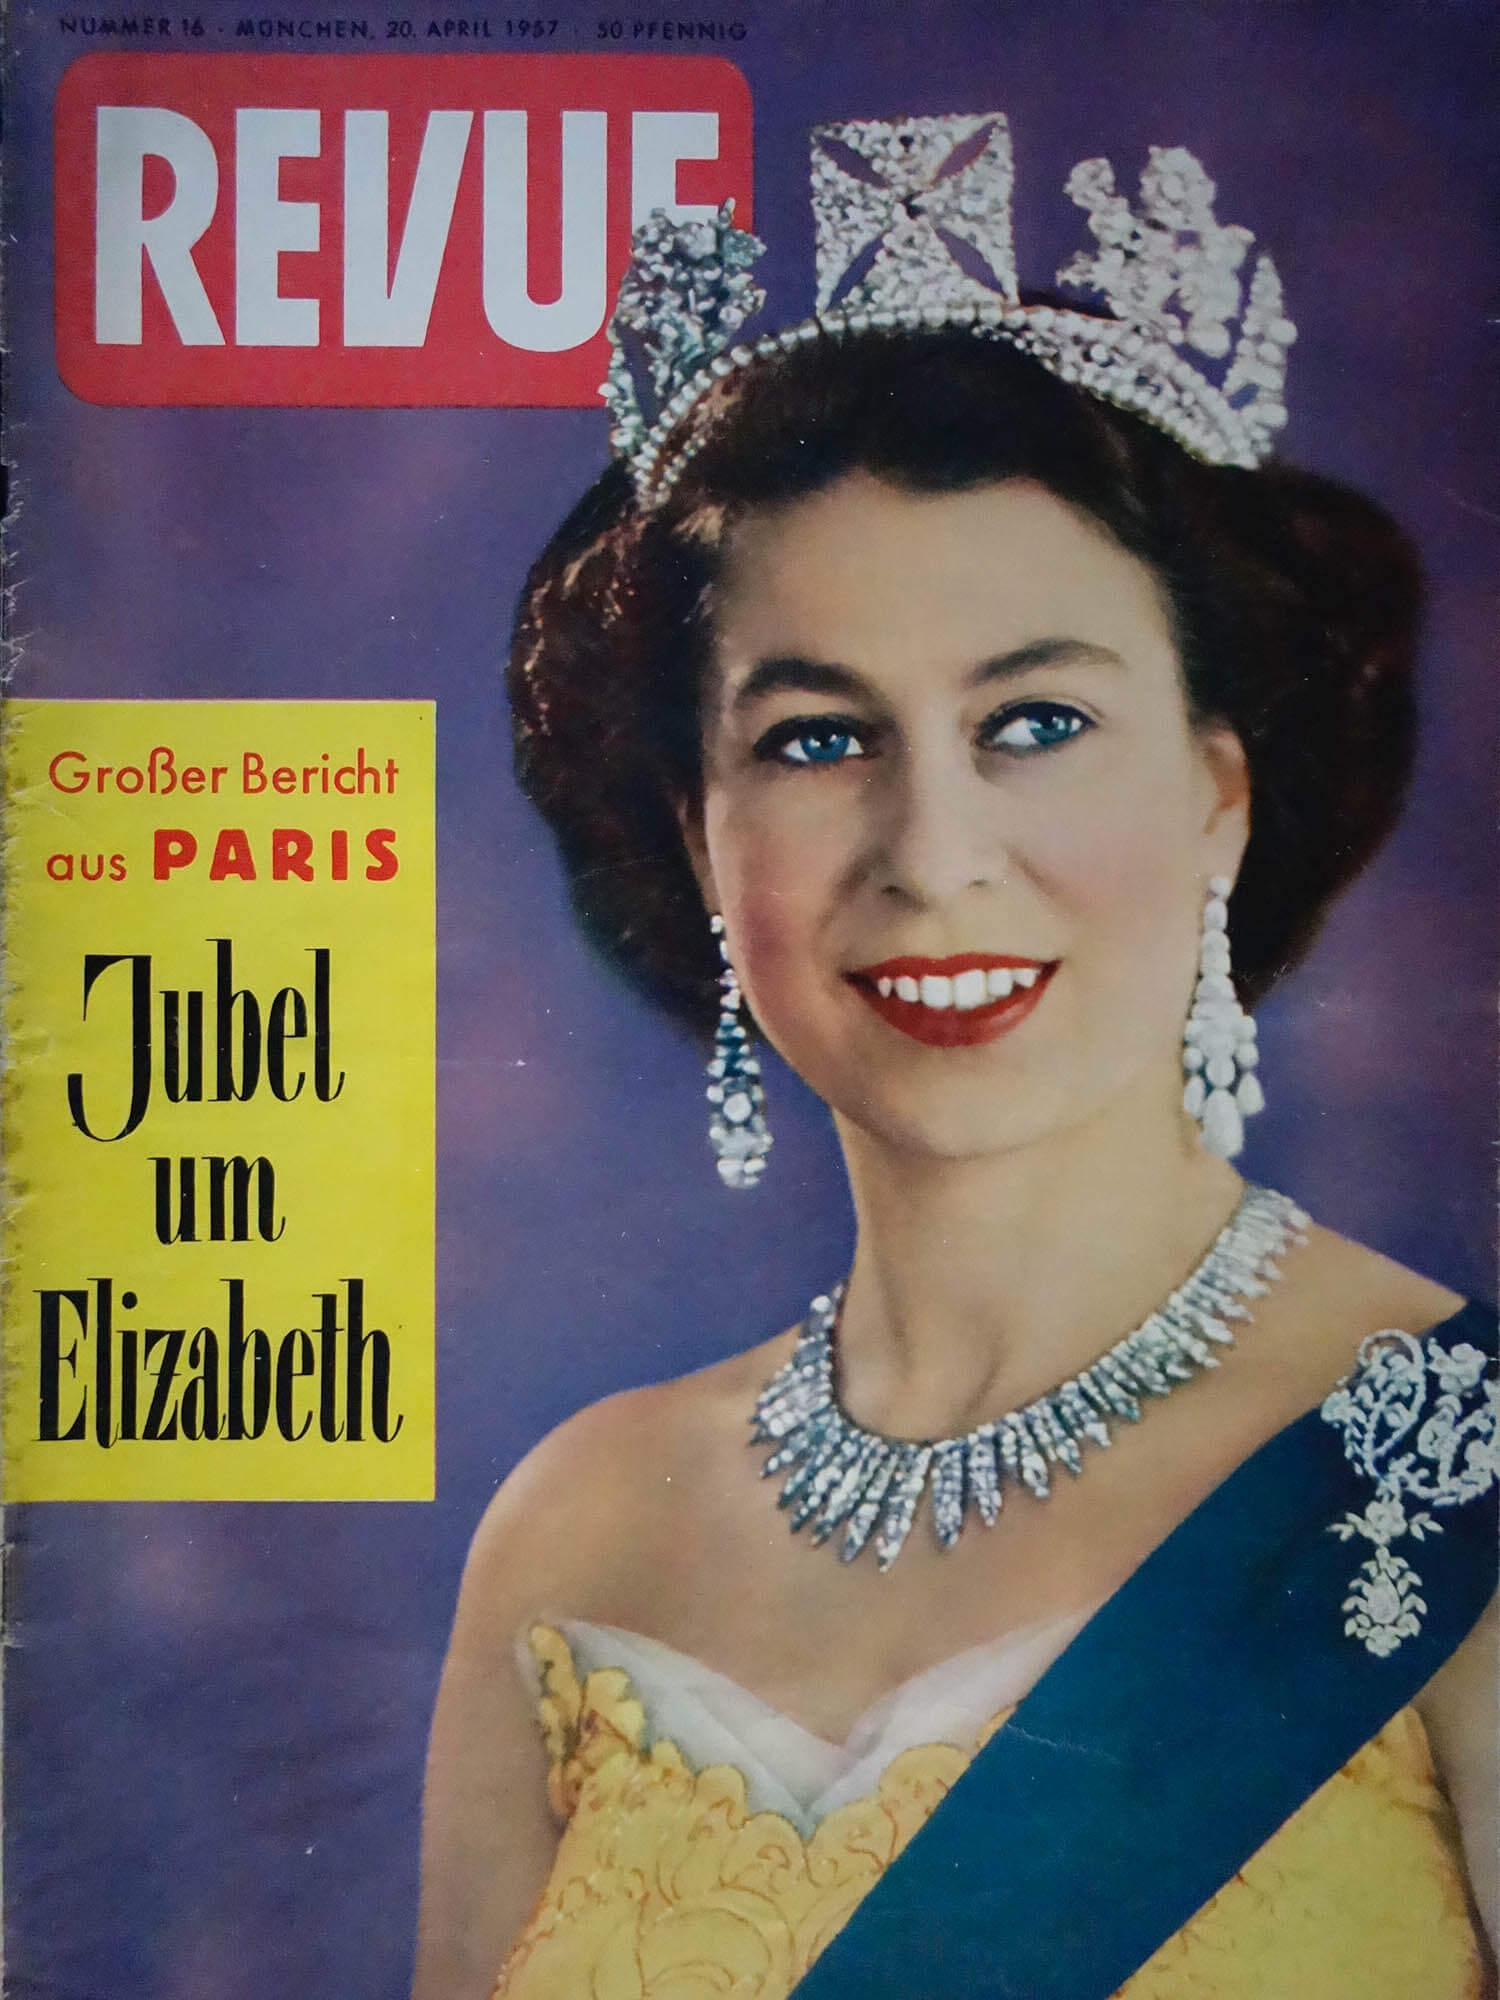 NUMMER 16 · MÜNCHEN, 20. APRIL 1957 · 50 PFENNIG
REVUE
Großer Bericht
aus PARIS
Jubel
um
Elizabeth